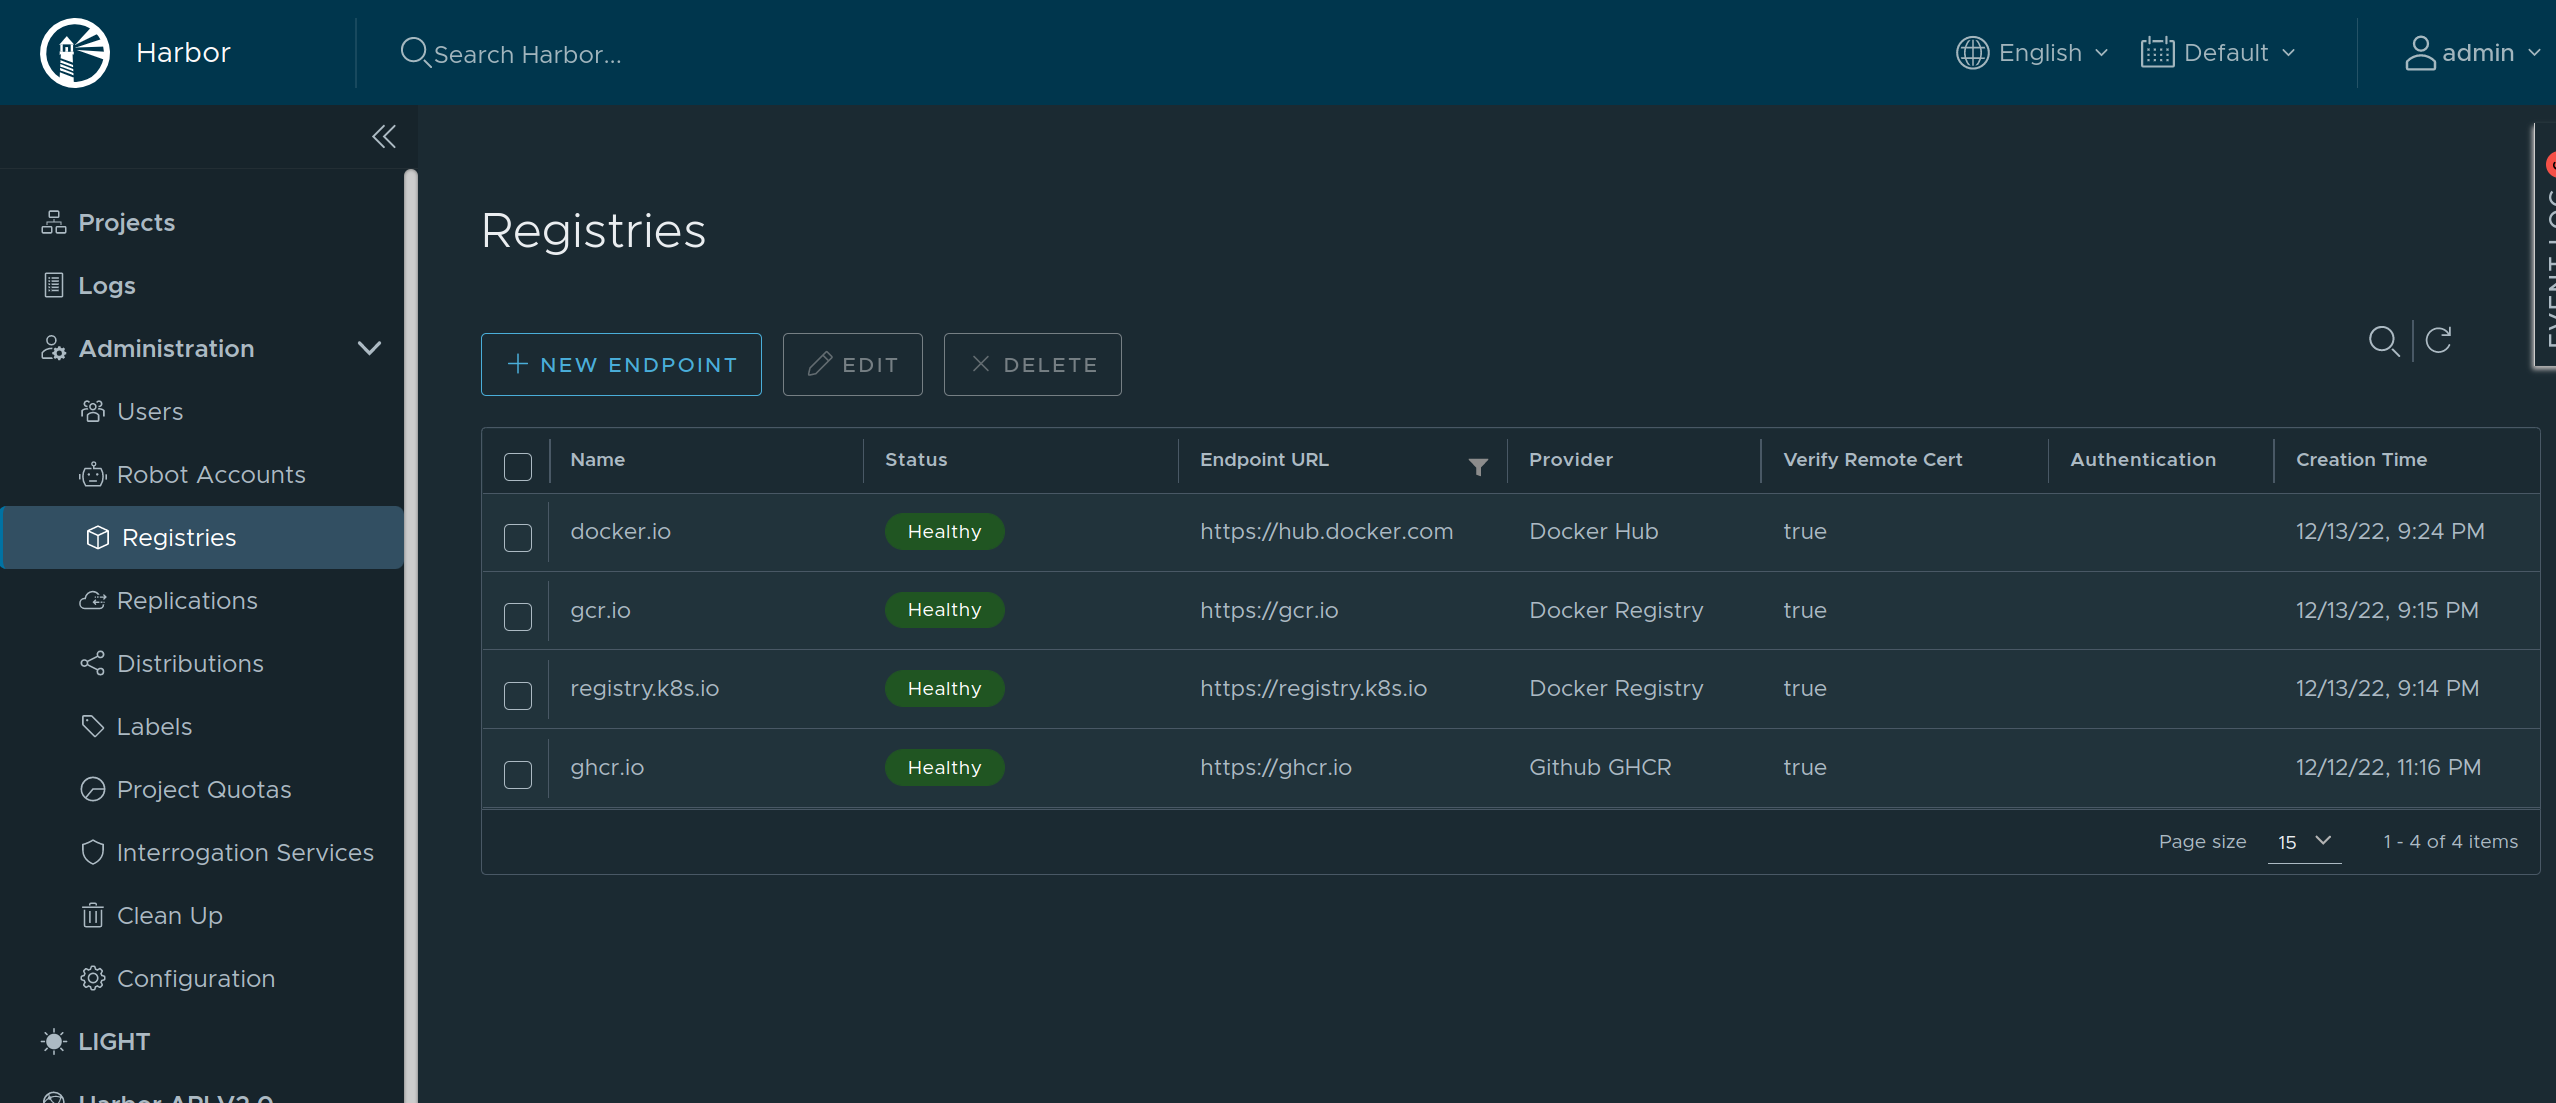 Harbor
Search Harbor...
English
Default
admin
EVENT LOG
Projects
Logs
Administration
Users
Robot Accounts
Registries
Replications
Distributions
Labels
Project Quotas
Interrogation Services
Clean Up
Configuration
LIGHT
Harbor API V2.0
Registries
NEW ENDPOINT EDIT DELETE
Name Status Endpoint URL Provider Verify Remote Cert Authentication Creation Time
docker.io Healthy https://hub.docker.com Docker Hub true 12/13/22, 9:24 PM
gcr.io Healthy https://gcr.io Docker Registry true 12/13/22, 9:15 PM
registry.k8s.io Healthy https://registry.k8s.io Docker Registry true 12/13/22, 9:14 PM
ghcr.io Healthy https://ghcr.io Github GHCR true 12/12/22, 11:16 PM
Page size 15 1 - 4 of 4 items